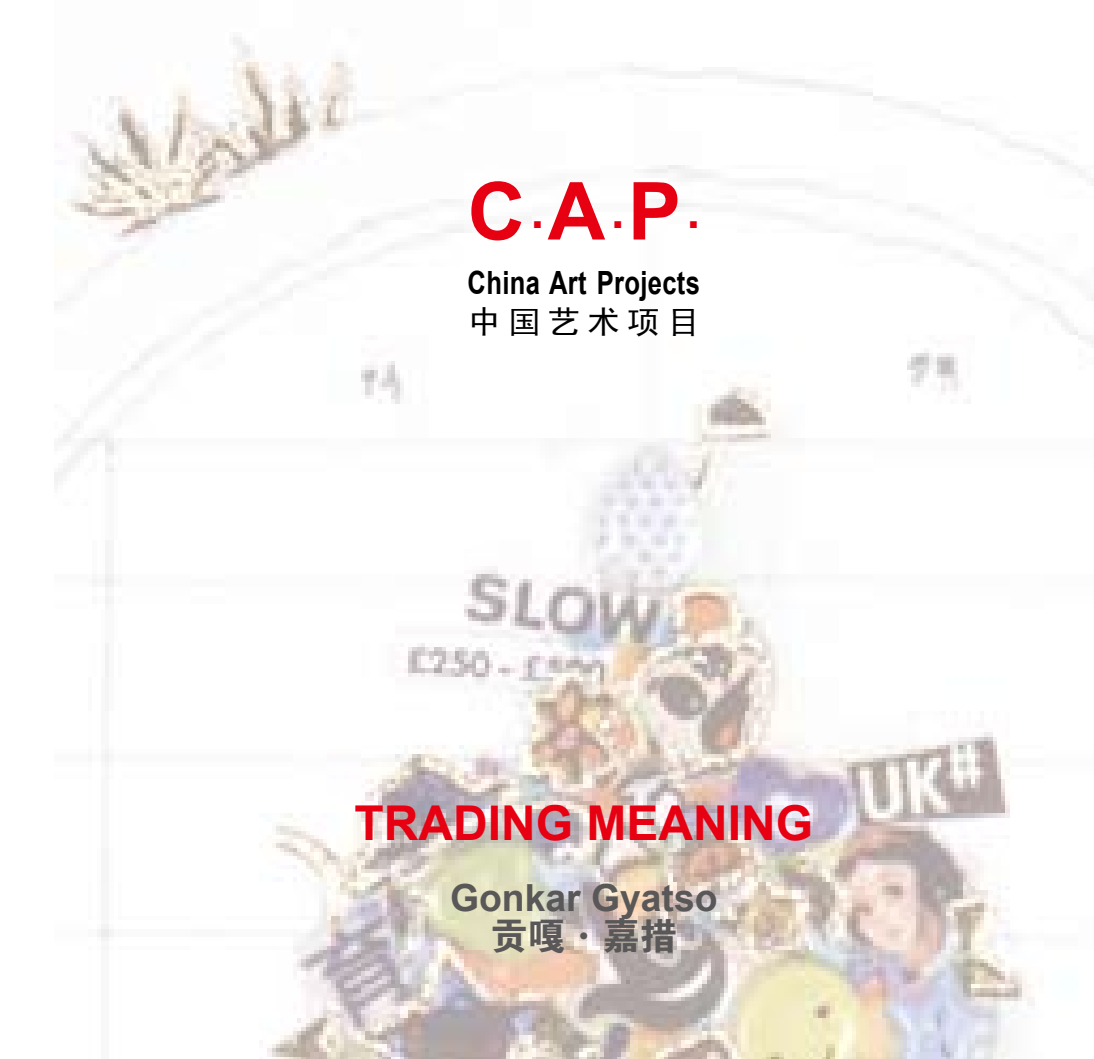 C.A.P.
China Art Projects
中国艺术项目
SLOW
£250 -
UK#
TRADING MEANING
Gonkar Gyatso
贡嘎·嘉措